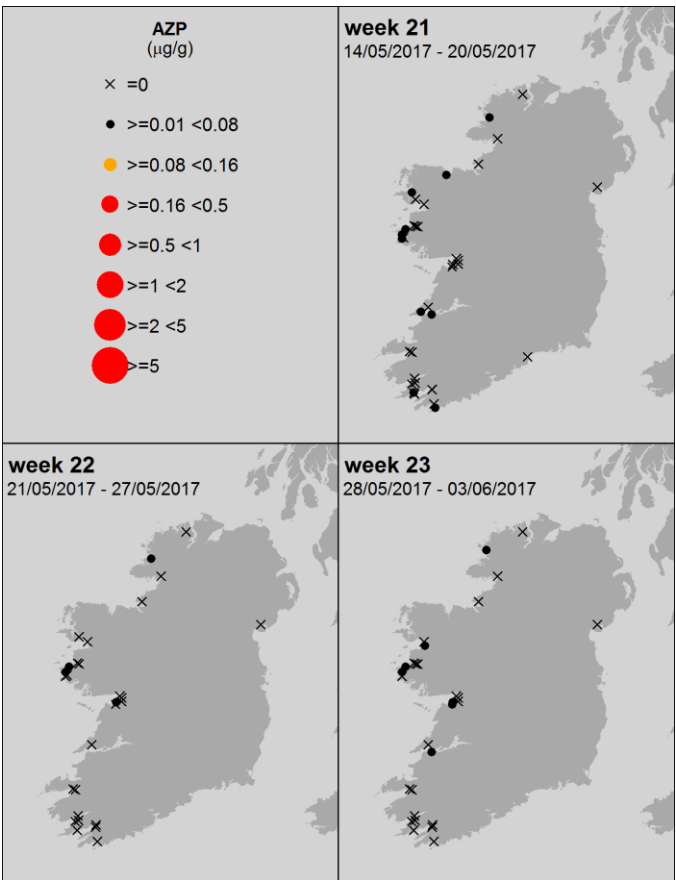 AZP
(μg/g)
=0
>=0.01 <0.08
>=0.08 <0.16
>=0.16 <0.5
>=0.5 <1
>=1 <2
>=2 <5
>=5
week 21
14/05/2017 - 20/05/2017
week 22
21/05/2017 - 27/05/2017
week 23
28/05/2017 - 03/06/2017